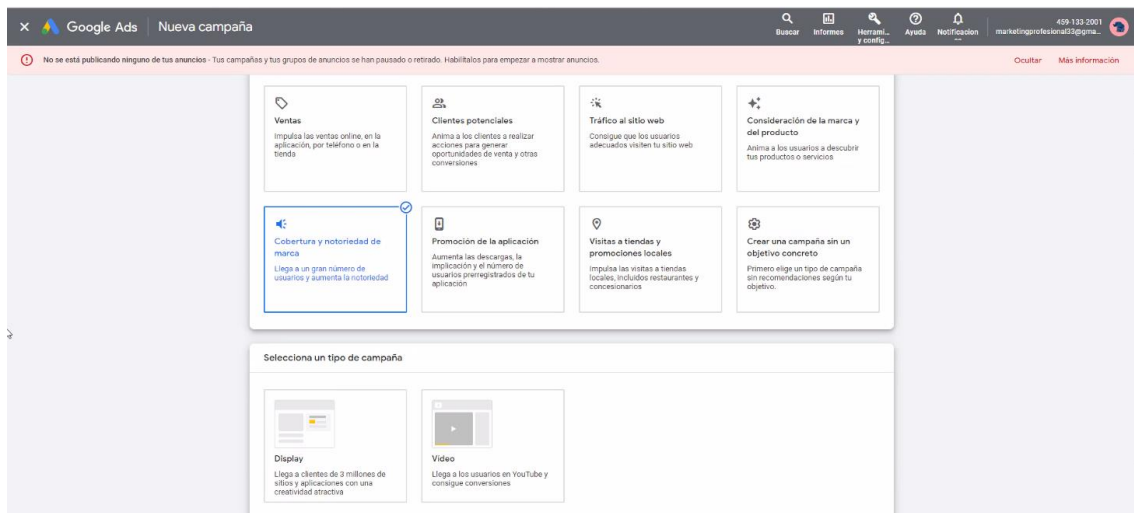 Google Ads | Nueva campaña
Buscar
Informes
Herrami...
y config...
Ayuda
Notificacion
459-133-2001
marketingprofesional33@gma...
No se está publicando ninguno de tus anuncios - Tus campañas y tus grupos de anuncios se han pausado o retirado. Habilítalos para empezar a mostrar anuncios.
Ocultar
Más información
Ventas
Impulsa las ventas online, en la
aplicación, por teléfono o en la
tienda
Clientes potenciales
Anima a los clientes a realizar
acciones para generar
oportunidades de venta y otras
conversiones
Tráfico al sitio web
Consigue que los usuarios
adecuados visiten tu sitio web
Consideración de la marca y
del producto
Anima a los usuarios a descubrir
tus productos o servicios
Cobertura y notoriedad de
marca
Llega a un gran número de
usuarios y aumenta la notoriedad
Promoción de la aplicación
Aumenta las descargas, la
implicación y el número de
usuarios prerregistrados de tu
aplicación
Visitas a tiendas y
promociones locales
Impulsa las visitas a tiendas
locales, incluidos restaurantes y
concesionarios
Crear una campaña sin un
objetivo concreto
Primero elige un tipo de campaña
sin recomendaciones según tu
objetivo.
Selecciona un tipo de campaña
Display
Llega a clientes de 3 millones de
sitios y aplicaciones con una
creatividad atractiva
Vídeo
Llega a los usuarios en YouTube y
consigue conversiones